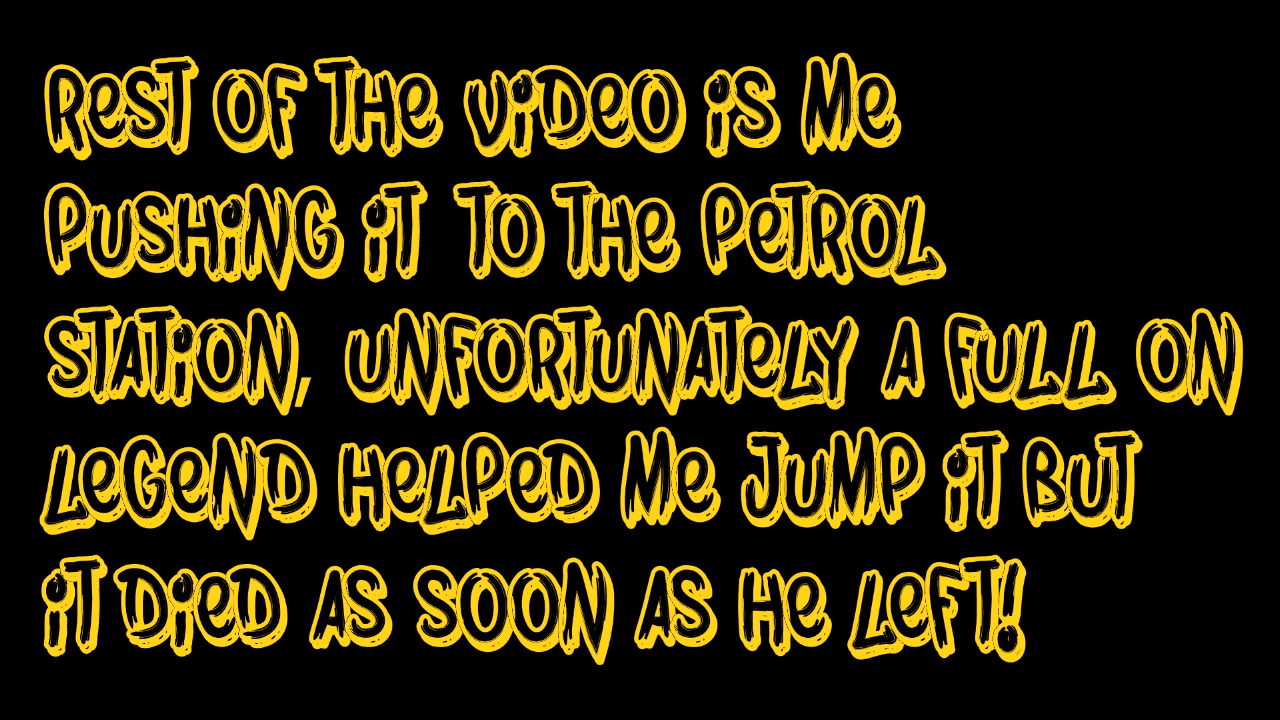 REST OF THE VIDEO IS ME
PUSHING IT TO THE PETROL
STATION, UNFORTUNATELY A FULL ON
LEGEND HELPED ME JUMP IT BUT
IT DIED AS SOON AS HE LEFT!